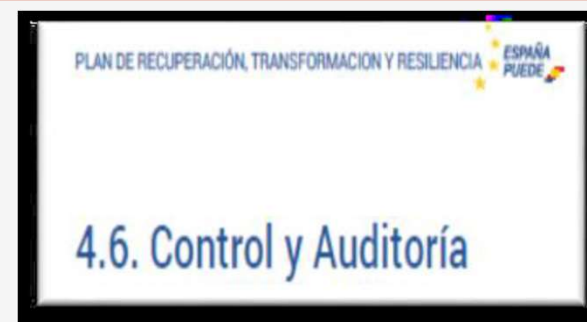 PLAN DE RECUPERACIÓN, TRANSFORMACION Y RESILIENCIA
ESPAÑA
PUEDE
4.6. Control y Auditoría